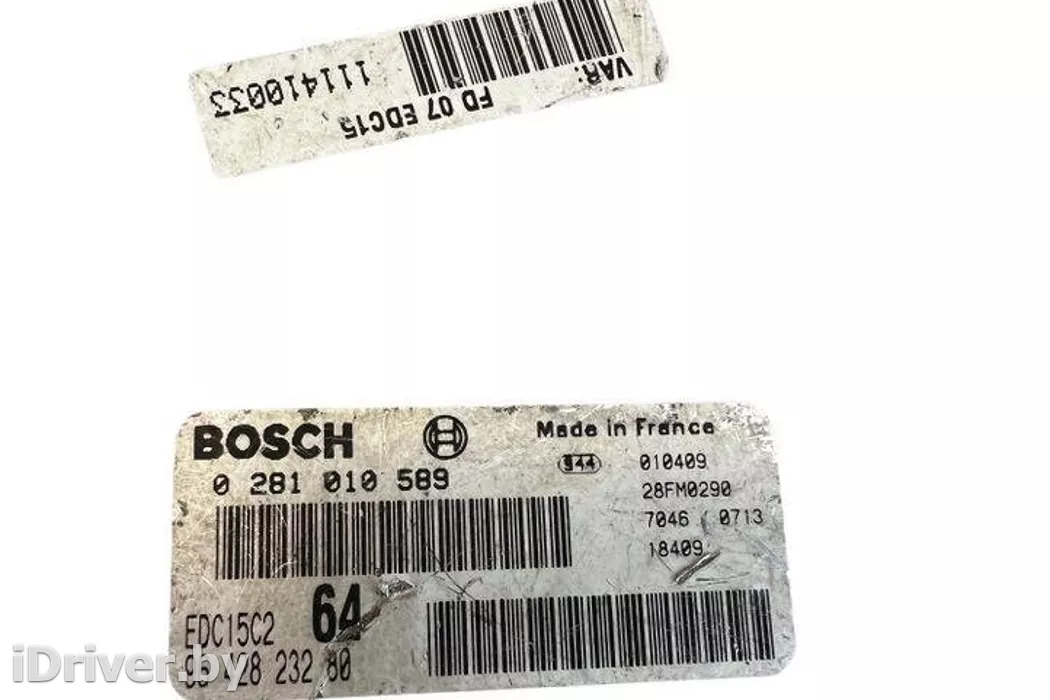 VAR:
111410033
FD 07 EDC15
BOSCH
Made in France
0 281 010 589
010409
28FM0290
7046 0713
18409
EDC15C2
64
232 80
iDriver.by